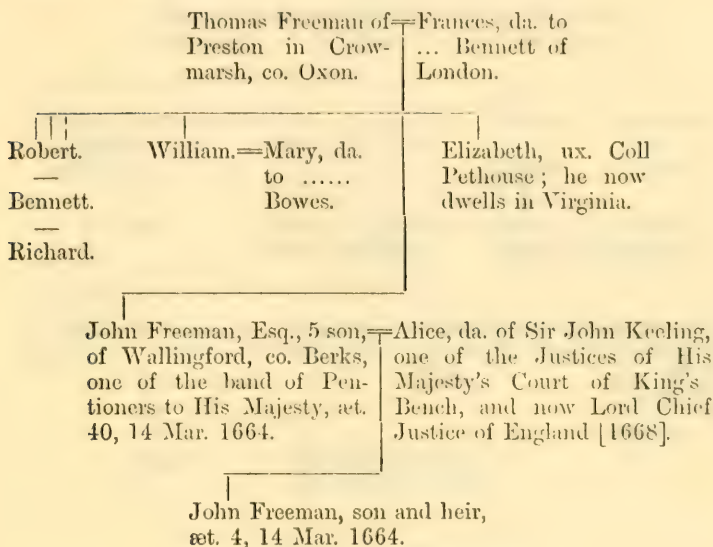 Thomas Freeman of═Frances, da. to
Preston in Crow-
... Bennett of
marsh, co. Oxon.
London.
Robert.
William.═Mary, da.
to ......
Bowes.
Elizabeth, ux. Coll
Pethouse; he now
dwells in Virginia.
—
Bennett.
—
Richard.
John Freeman, Esq., 5 son,═Alice, da. of Sir John Keeling,
of Wallingford, co. Berks,
one of the Justices of His
one of the band of Pen-
Majesty's Court of King's
tioners to His Majesty, æt.
Bench, and now Lord Chief
40, 14 Mar. 1664.
Justice of England [1668].
John Freeman, son and heir,
æt. 4, 14 Mar. 1664.